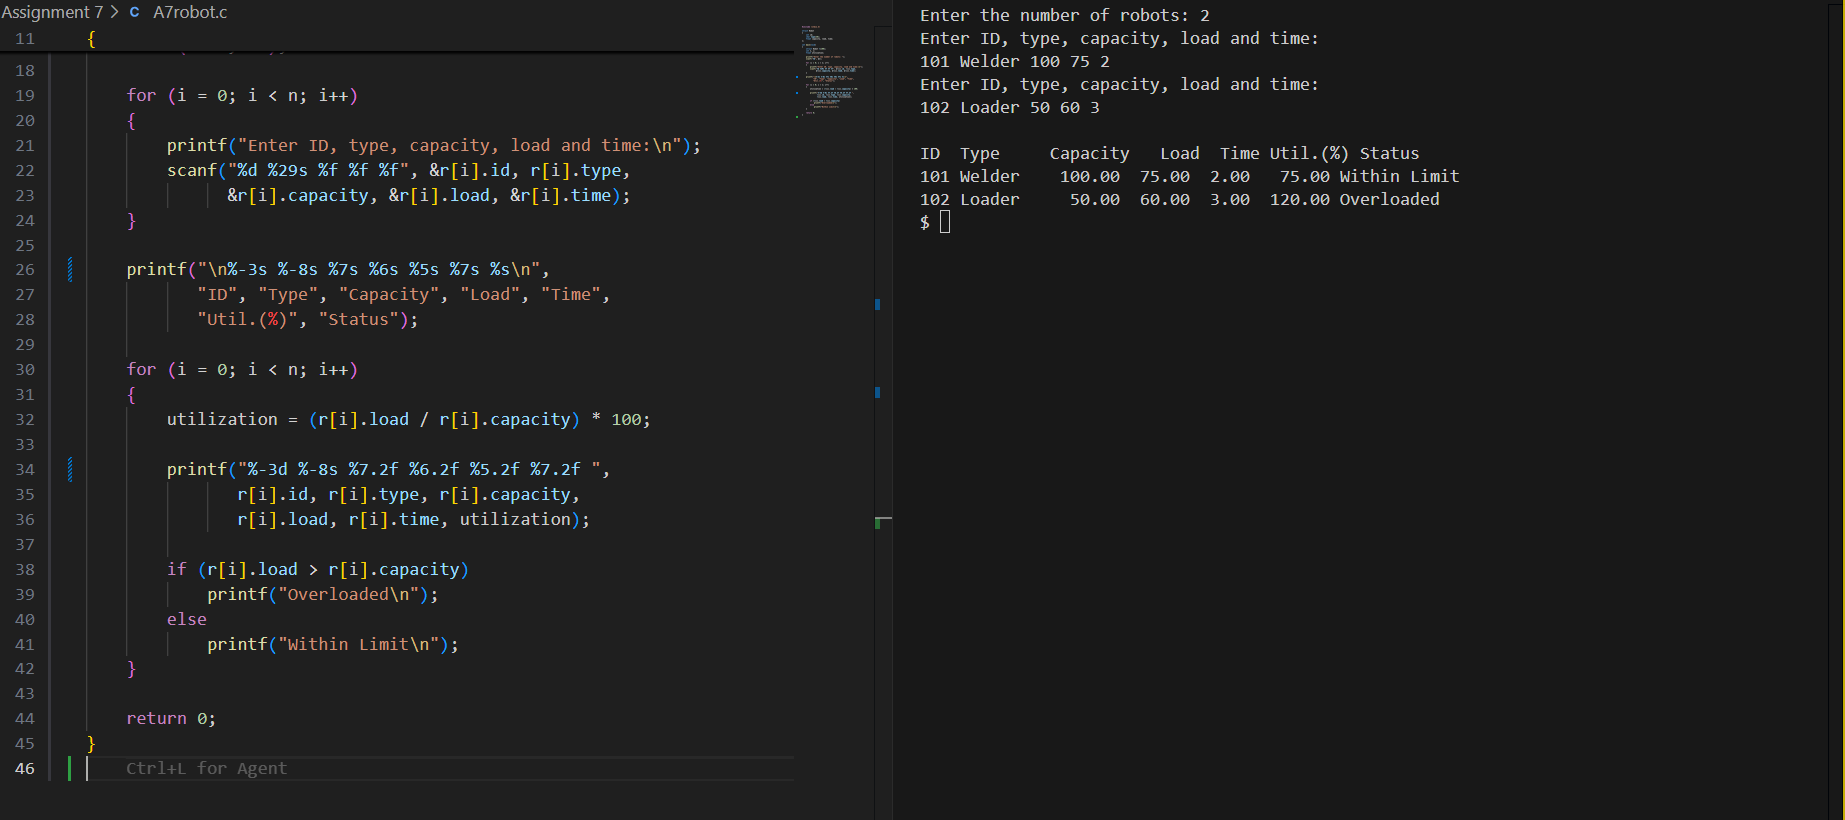 Assignment 7 > C A7robot.c
11 {
18
19 for (i = 0; i < n; i++)
20 {
21 printf("Enter ID, type, capacity, load and time:\n");
22 scanf("%d %29s %f %f %f", &r[i].id, r[i].type,
23 &r[i].capacity, &r[i].load, &r[i].time);
24 }
25
26 printf("\n%-3s %-8s %7s %6s %5s %7s %s\n",
27 "ID", "Type", "Capacity", "Load", "Time",
28 "Util.(%)", "Status");
29
30 for (i = 0; i < n; i++)
31 {
32 utilization = (r[i].load / r[i].capacity) * 100;
33
34 printf("%-3d %-8s %7.2f %6.2f %5.2f %7.2f ",
35 r[i].id, r[i].type, r[i].capacity,
36 r[i].load, r[i].time, utilization);
37
38 if (r[i].load > r[i].capacity)
39 printf("Overloaded\n");
40 else
41 printf("Within Limit\n");
42 }
43
44 return 0;
45 }
46 Ctrl+L for Agent
Enter the number of robots: 2
Enter ID, type, capacity, load and time:
101 Welder 100 75 2
Enter ID, type, capacity, load and time:
102 Loader 50 60 3
ID Type Capacity Load Time Util.(%) Status
101 Welder 100.00 75.00 2.00 75.00 Within Limit
102 Loader 50.00 60.00 3.00 120.00 Overloaded
$